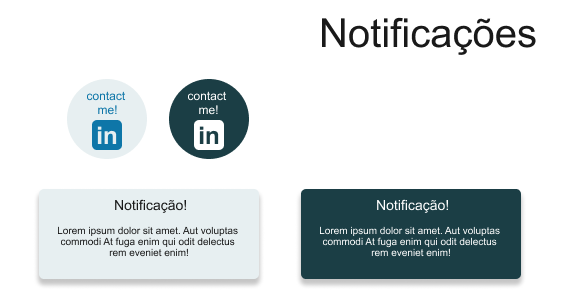 Notificações
contact
me!
in
contact
me!
in
Notificação!
Lorem ipsum dolor sit amet. Aut voluptas
commodi At fuga enim qui odit delectus
rem eveniet enim!
Notificação!
Lorem ipsum dolor sit amet. Aut voluptas
commodi At fuga enim qui odit delectus
rem eveniet enim!